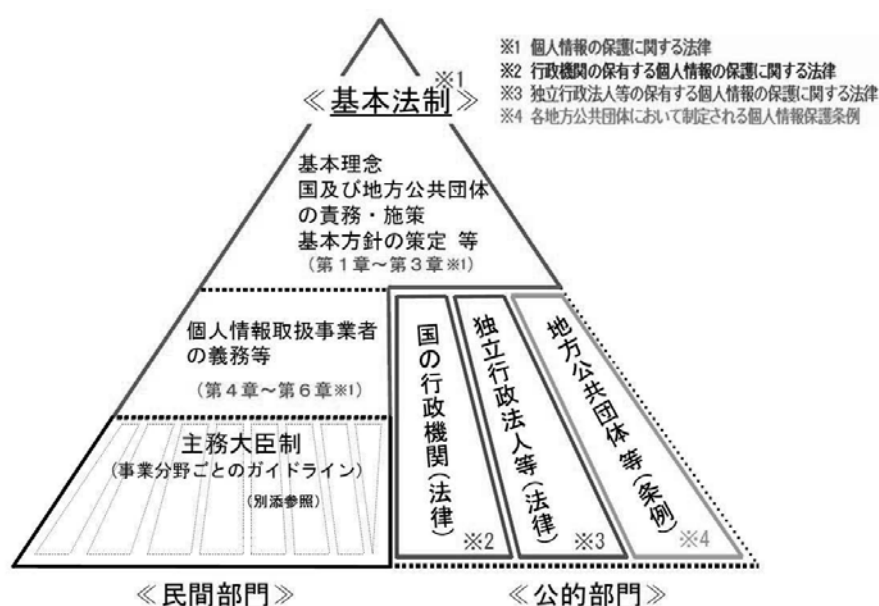 ※1 個人情報の保護に関する法律
※2 行政機関の保有する個人情報の保護に関する法律
※3 独立行政法人等の保有する個人情報の保護に関する法律
※4 各地方公共団体において制定される個人情報保護条例
≪基本法制≫※1
基本理念
国及び地方公共団体
の責務・施策
基本方針の策定 等
(第1章～第3章※1)
個人情報取扱事業者
の義務等
(第4章～第6章※1)
主務大臣制
(事業分野ごとのガイドライン)
(別添参照)
国の行政機関(法律)
※2
独立行政法人等(法律)
※3
地方公共団体等(条例)
※4
≪民間部門≫
≪公的部門≫